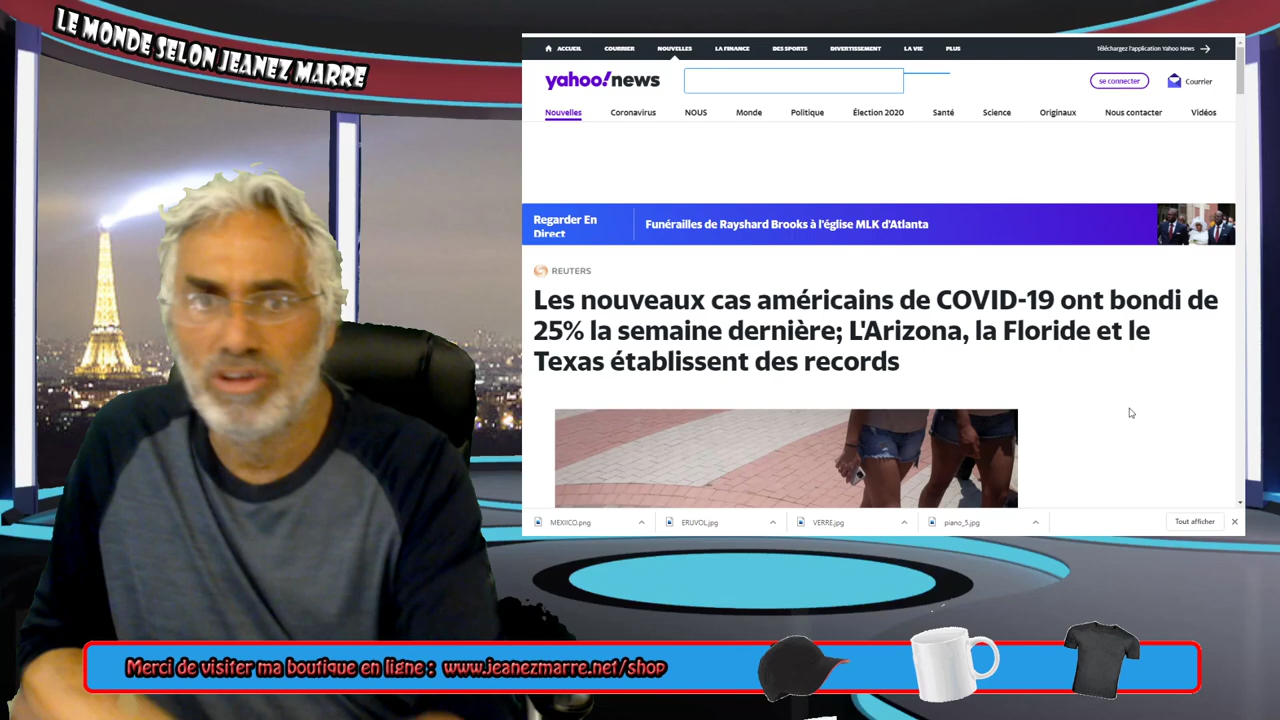 LE MONDE SELON JEANEZ MARRE
ACCUEIL COURRIER NOUVELLES LA FINANCE DES SPORTS DIVERTISSEMENT LA VIE PLUS Téléchargez l'application Yahoo News
yahoo!news se connecter Courrier
Nouvelles Coronavirus NOUS Monde Politique Élection 2020 Santé Science Originaux Nous contacter Vidéos
Regarder En
Direct
Funérailles de Rayshard Brooks à l'église MLK d'Atlanta
REUTERS
Les nouveaux cas américains de COVID-19 ont bondi de
25% la semaine dernière; L'Arizona, la Floride et le
Texas établissent des records
MEXIICO.png ERUVOL.jpg VERRE.jpg piano_5.jpg Tout afficher
Merci de visiter ma boutique en ligne : www.jeanezmarre.net/shop